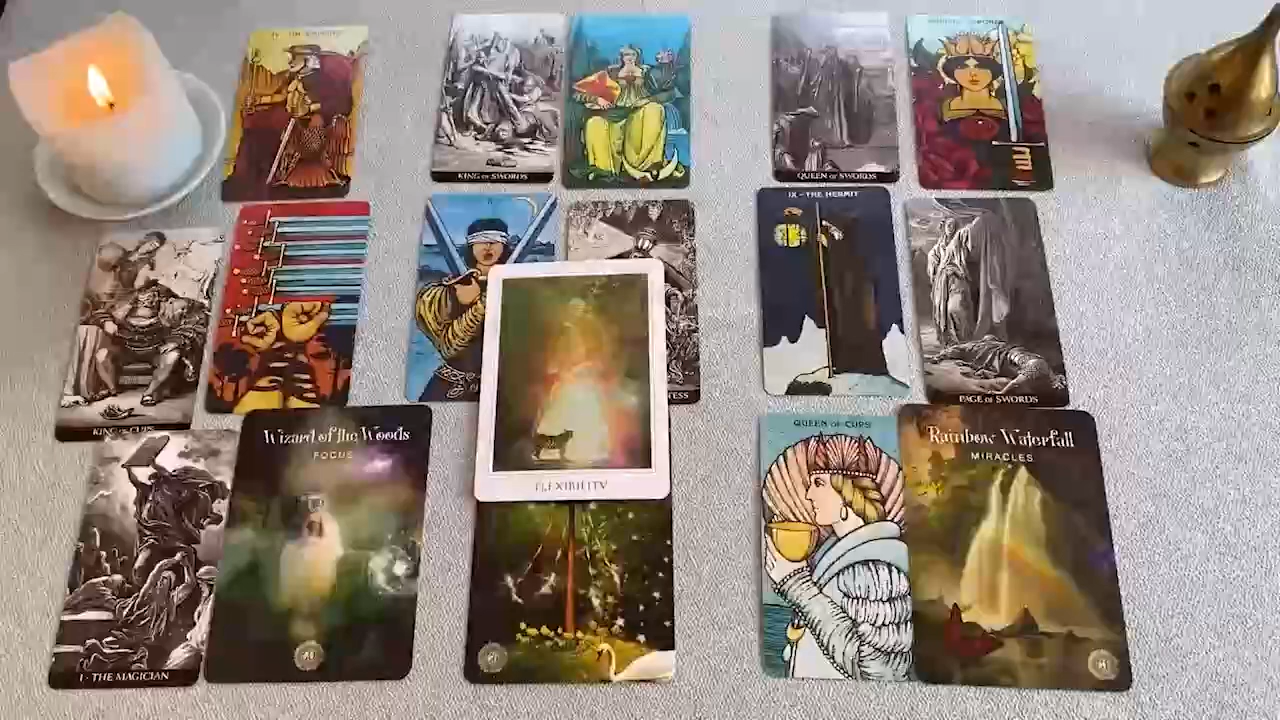 KING OF SWORDS
QUEEN OF SWORDS
IX · THE HERMIT
KING OF CUPS
PAGE OF SWORDS
Wizard of the Woods
FOCUS
FLEXIBILITY
QUEEN OF CUPS
Rainbow Waterfall
MIRACLES
I · THE MAGICIAN